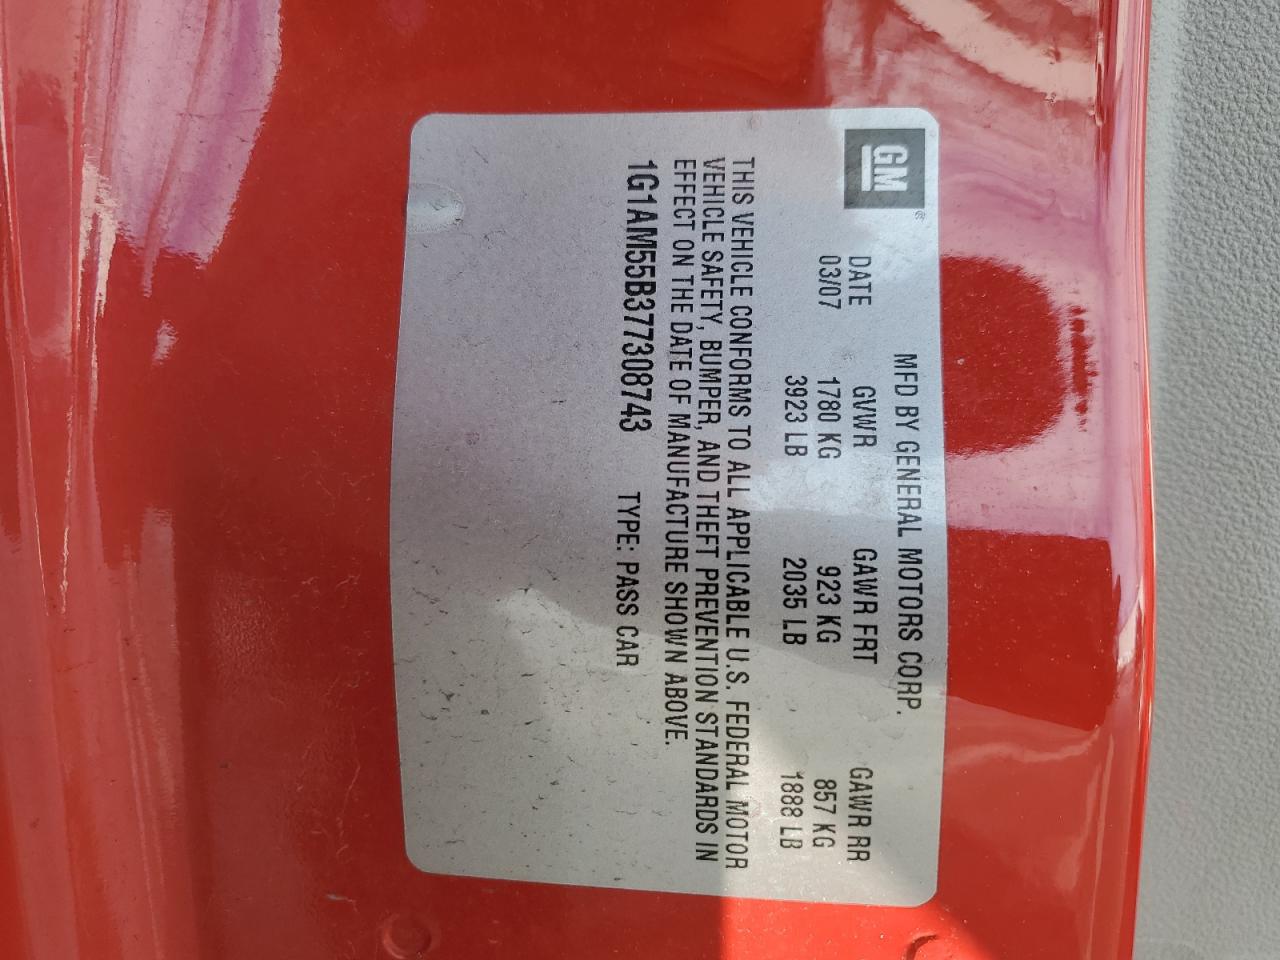 GM®
MFD BY GENERAL MOTORS CORP.
DATE GVWR GAWR FRT GAWR RR
03/07 1780 KG 923 KG 857 KG
3923 LB 2035 LB 1888 LB
THIS VEHICLE CONFORMS TO ALL APPLICABLE U.S. FEDERAL MOTOR
VEHICLE SAFETY, BUMPER, AND THEFT PREVENTION STANDARDS IN
EFFECT ON THE DATE OF MANUFACTURE SHOWN ABOVE.
1G1AM55B377308743 TYPE: PASS CAR